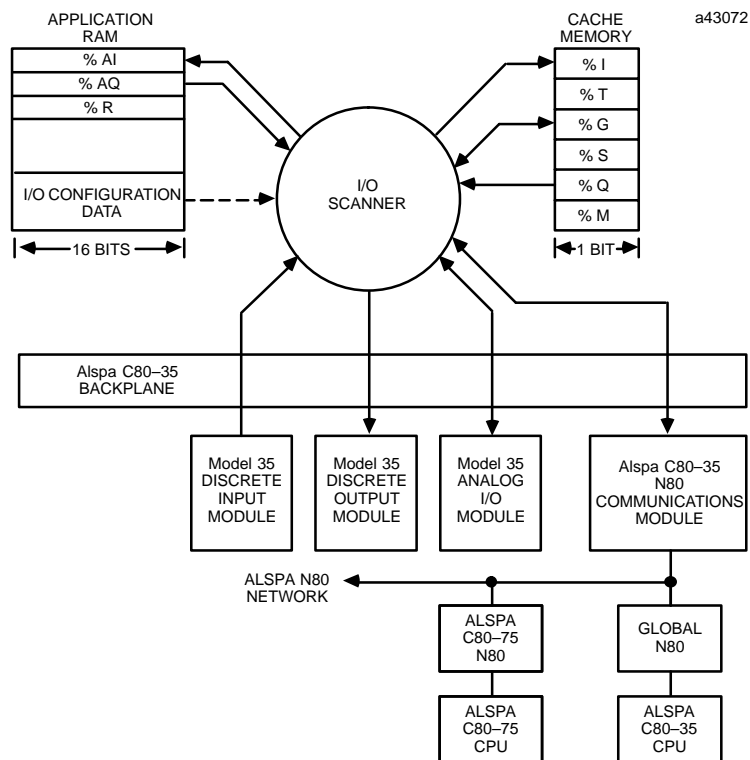 a43072
APPLICATION
RAM
% AI
% AQ
% R
I/O CONFIGURATION
DATA
16 BITS
I/O
SCANNER
CACHE
MEMORY
% I
% T
% G
% S
% Q
% M
1 BIT
Alspa C80–35
BACKPLANE
Model 35
DISCRETE
INPUT
MODULE
Model 35
DISCRETE
OUTPUT
MODULE
Model 35
ANALOG
I/O
MODULE
Alspa C80–35
N80
COMMUNICATIONS
MODULE
ALSPA N80
NETWORK
ALSPA
C80–75
N80
GLOBAL
N80
ALSPA
C80–75
CPU
ALSPA
C80–35
CPU